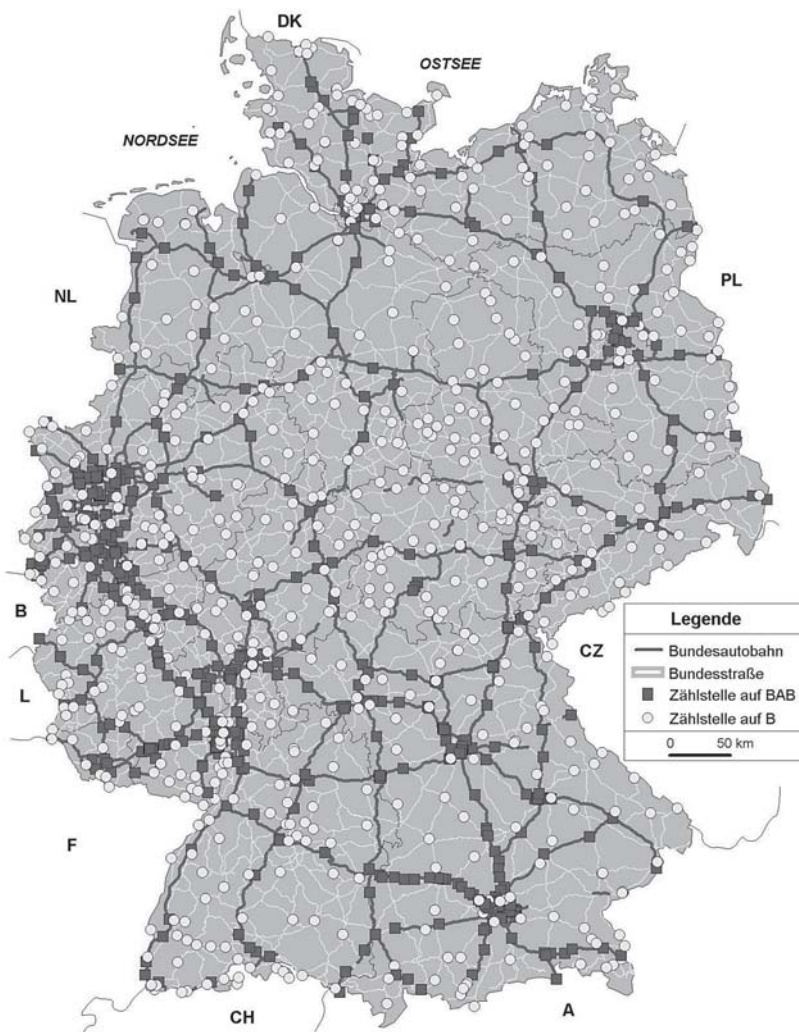 DK
OSTSEE
NORDSEE
NL
PL
B
CZ
L
F
CH
A
Legende
Bundesautobahn
Bundesstraße
Zählstelle auf BAB
Zählstelle auf B
0 50 km